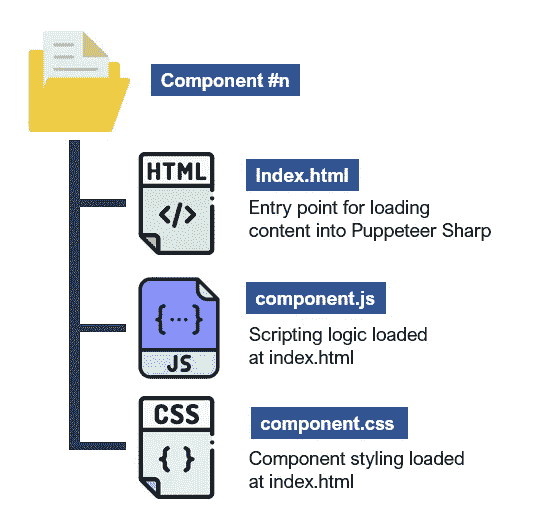 Component #n
HTML
</>
Index.html
Entry point for loading
content into Puppeteer Sharp
{...}
JS
component.js
Scripting logic loaded
at index.html
CSS
{ }
component.css
Component styling loaded
at index.html